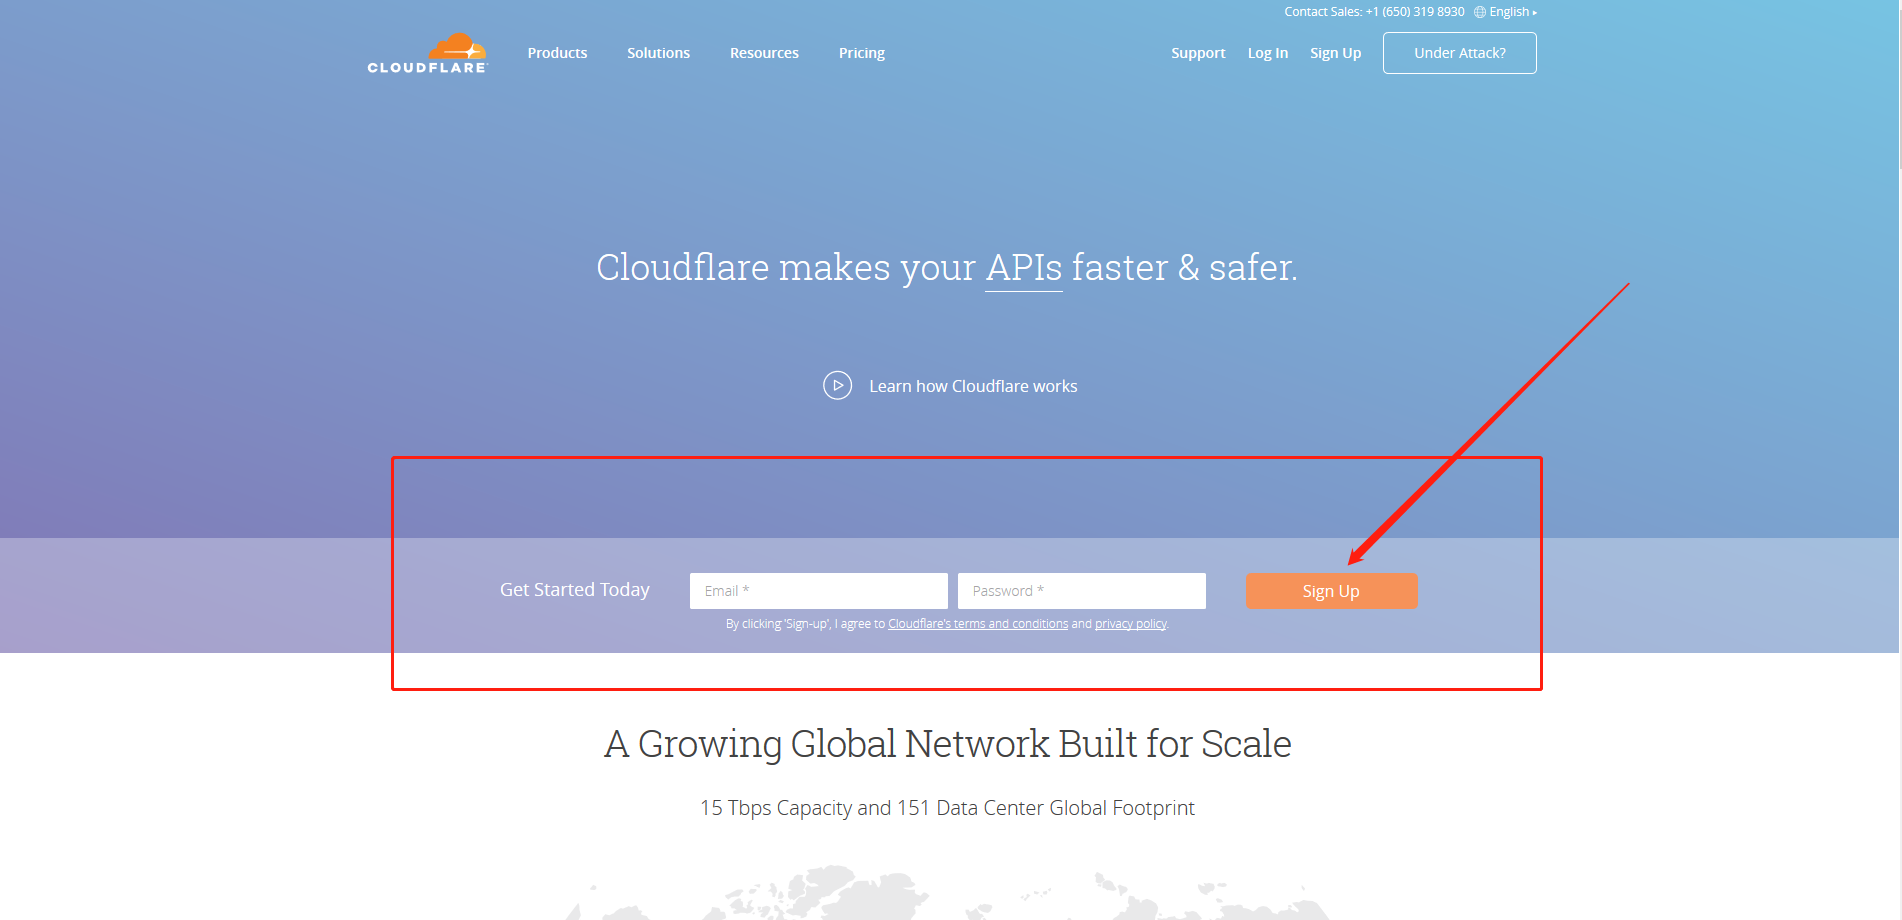 Contact Sales: +1 (650) 319 8930 English
CLOUDFLARE
Products Solutions Resources Pricing Support Log In Sign Up Under Attack?
Cloudflare makes your APIs faster & safer.
Learn how Cloudflare works
Get Started Today Email * Password * Sign Up
By clicking 'Sign-up', I agree to Cloudflare's terms and conditions and privacy policy.
A Growing Global Network Built for Scale
15 Tbps Capacity and 151 Data Center Global Footprint